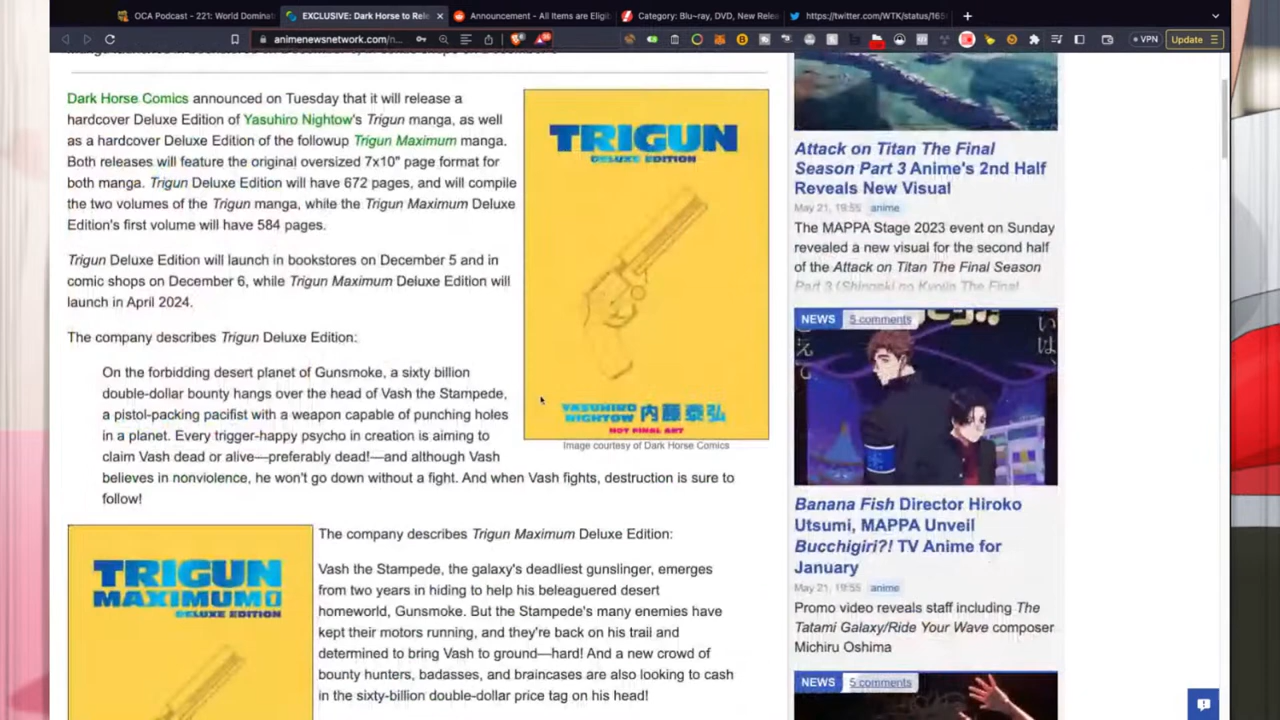 OCA Podcast - 221: World Dominat
EXCLUSIVE: Dark Horse to Rele
Announcement - All Items are Eligib
Category: Blu-ray, DVD, New Relea
https://twitter.com/WTK/status/165
animenewsnetwork.com/n...
VPN
Update
Dark Horse Comics announced on Tuesday that it will release a
hardcover Deluxe Edition of Yasuhiro Nightow's Trigun manga, as well
as a hardcover Deluxe Edition of the followup Trigun Maximum manga.
Both releases will feature the original oversized 7x10" page format for
both manga. Trigun Deluxe Edition will have 672 pages, and will compile
the two volumes of the Trigun manga, while the Trigun Maximum Deluxe
Edition's first volume will have 584 pages.
Trigun Deluxe Edition will launch in bookstores on December 5 and in
comic shops on December 6, while Trigun Maximum Deluxe Edition will
launch in April 2024.
The company describes Trigun Deluxe Edition:
On the forbidding desert planet of Gunsmoke, a sixty billion
double-dollar bounty hangs over the head of Vash the Stampede,
a pistol-packing pacifist with a weapon capable of punching holes
in a planet. Every trigger-happy psycho in creation is aiming to
claim Vash dead or alive—preferably dead!—and although Vash
believes in nonviolence, he won't go down without a fight. And when Vash fights, destruction is sure to
follow!
TRIGUN
DELUXE EDITION
YASUHIRO
NIGHTOW 内藤泰弘
NOT FINAL ART
Image courtesy of Dark Horse Comics
TRIGUN
MAXIMUM
DELUXE EDITION
The company describes Trigun Maximum Deluxe Edition:
Vash the Stampede, the galaxy's deadliest gunslinger, emerges
from two years in hiding to help his beleaguered desert
homeworld, Gunsmoke. But the Stampede's many enemies have
kept their motors running, and they're back on his trail and
determined to bring Vash to ground—hard! And a new crowd of
bounty hunters, badasses, and braincases are also looking to cash
in the sixty-billion double-dollar price tag on his head!
Attack on Titan The Final
Season Part 3 Anime's 2nd Half
Reveals New Visual
May 21, 19:55 anime
The MAPPA Stage 2023 event on Sunday
revealed a new visual for the second half
of the Attack on Titan The Final Season
Part 3 (Shingeki no Kyojin The Final
NEWS 5 comments
Banana Fish Director Hiroko
Utsumi, MAPPA Unveil
Bucchigiri?! TV Anime for
January
May 21, 19:55 anime
Promo video reveals staff including The
Tatami Galaxy/Ride Your Wave composer
Michiru Oshima
NEWS 5 comments